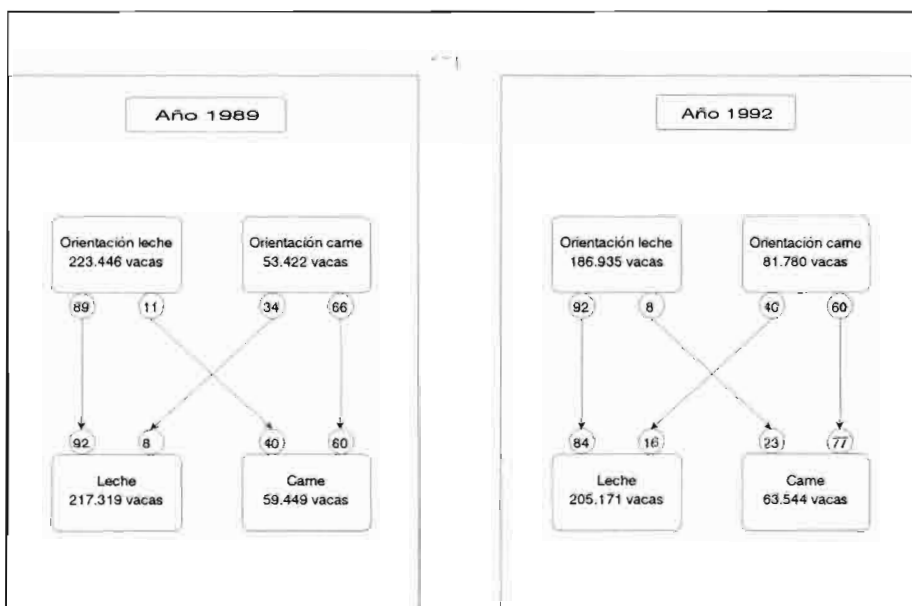 Año 1989
Orientación leche
223.446 vacas
Orientación carne
53.422 vacas
89
11
34
66
92
8
40
60
Leche
217.319 vacas
Carne
59.449 vacas
Año 1992
Orientación leche
186.935 vacas
Orientación carne
81.780 vacas
92
8
40
60
84
16
23
77
Leche
205.171 vacas
Carne
63.544 vacas